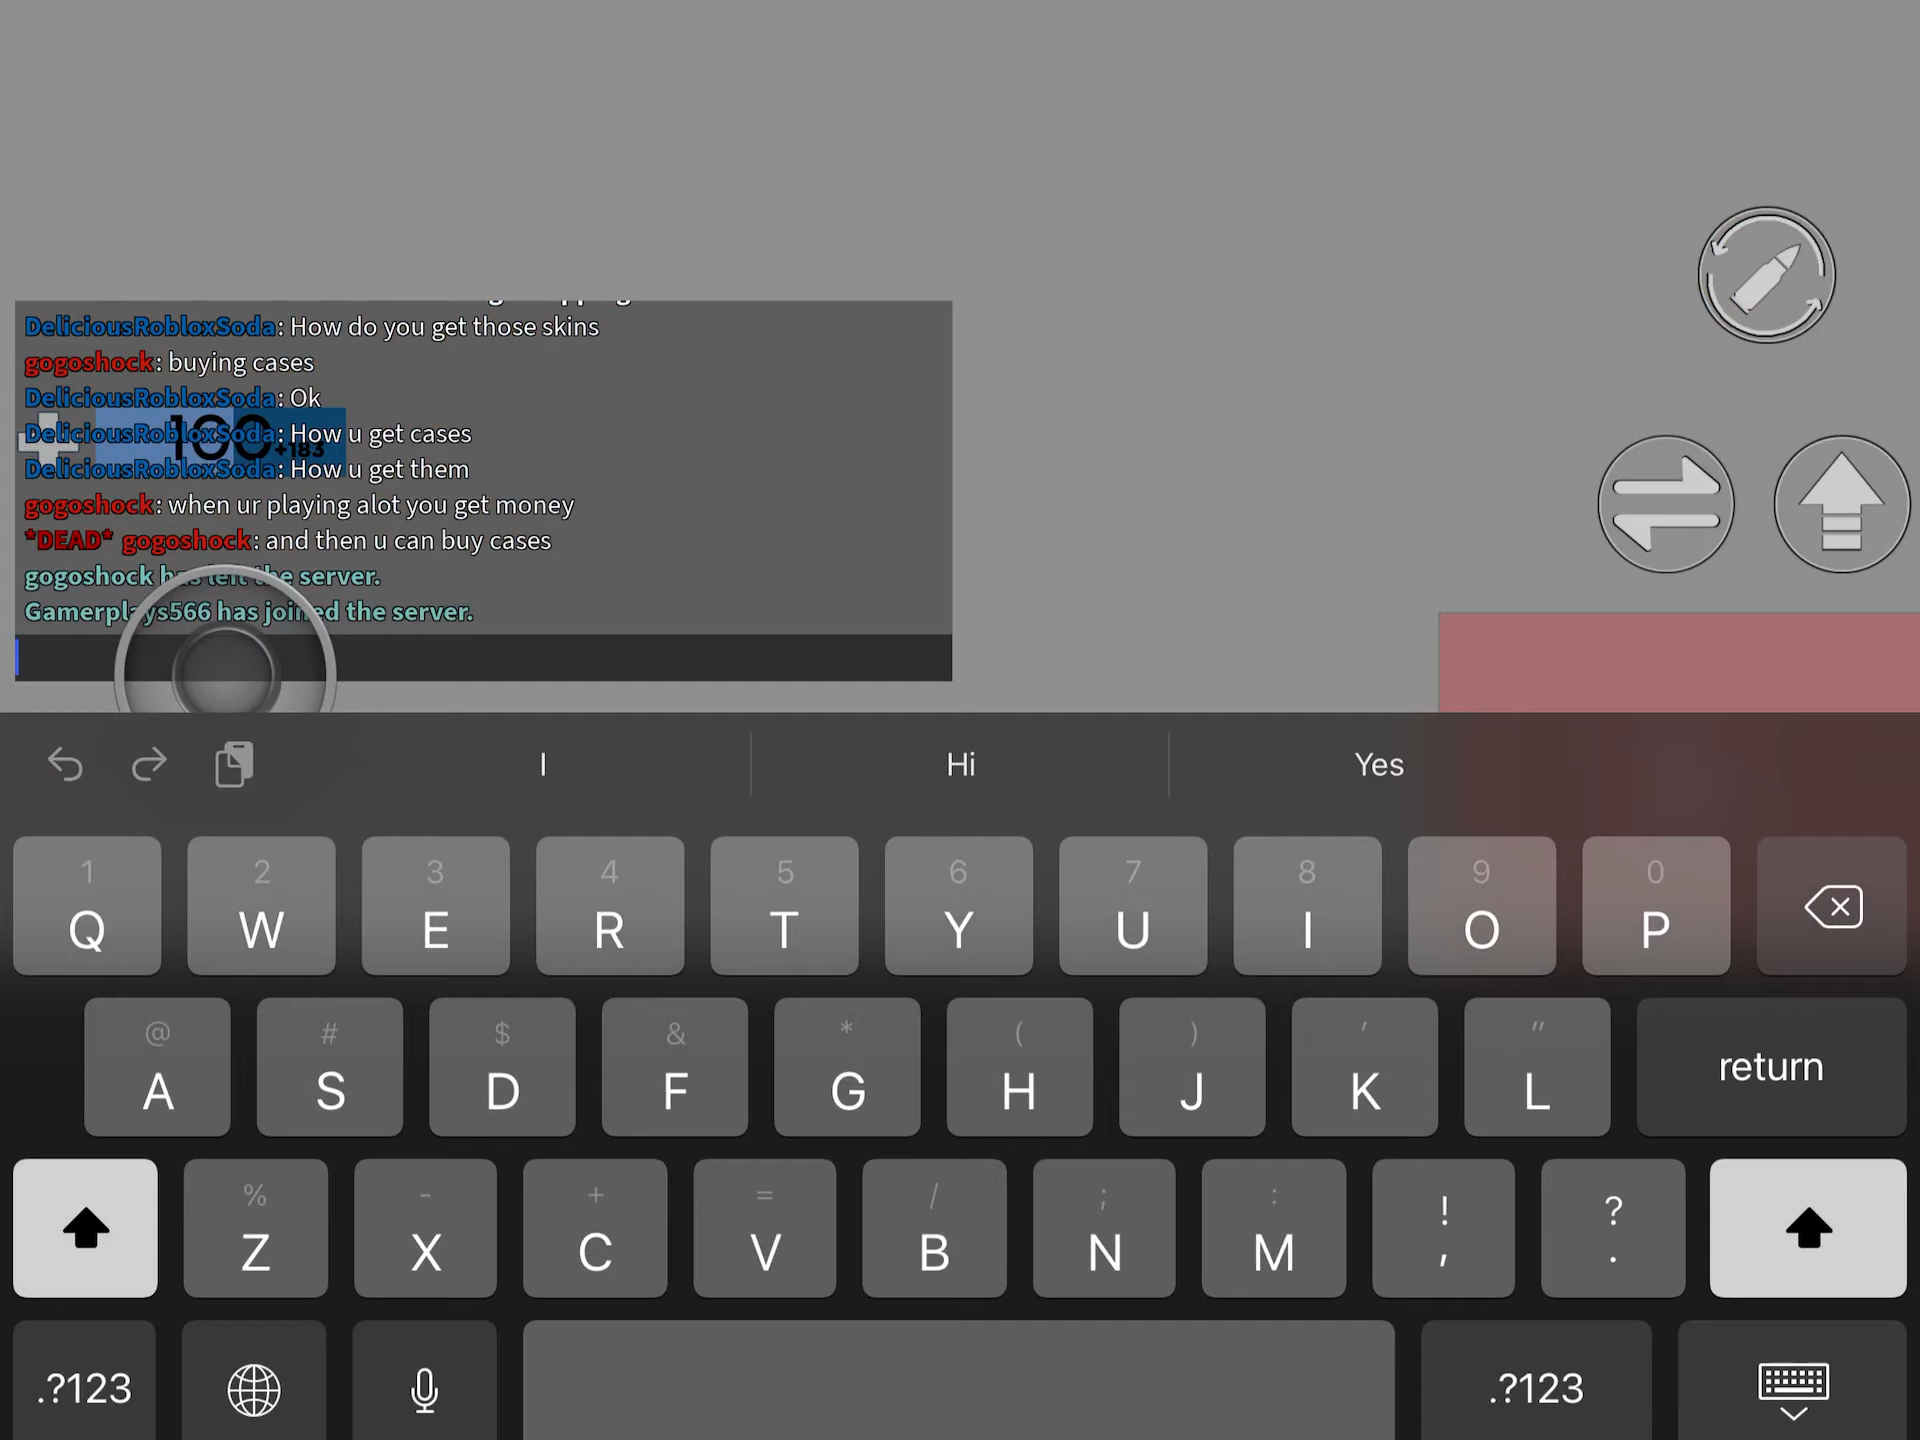 DeliciousRobloxSoda: How do you get those skins
gogoshock: buying cases
DeliciousRobloxSoda: Ok
DeliciousRobloxSoda: How u get cases
100+183
DeliciousRobloxSoda: How u get them
gogoshock: when ur playing alot you get money
*DEAD* gogoshock: and then u can buy cases
gogoshock has left the server.
Gamerplays566 has joined the server.
I Hi Yes
1 2 3 4 5 6 7 8 9 0
Q W E R T Y U I O P
@ # $ & * ( ) ' "
A S D F G H J K L return
% - + = / ; : ! ?
Z X C V B N M , .
.?123 .?123